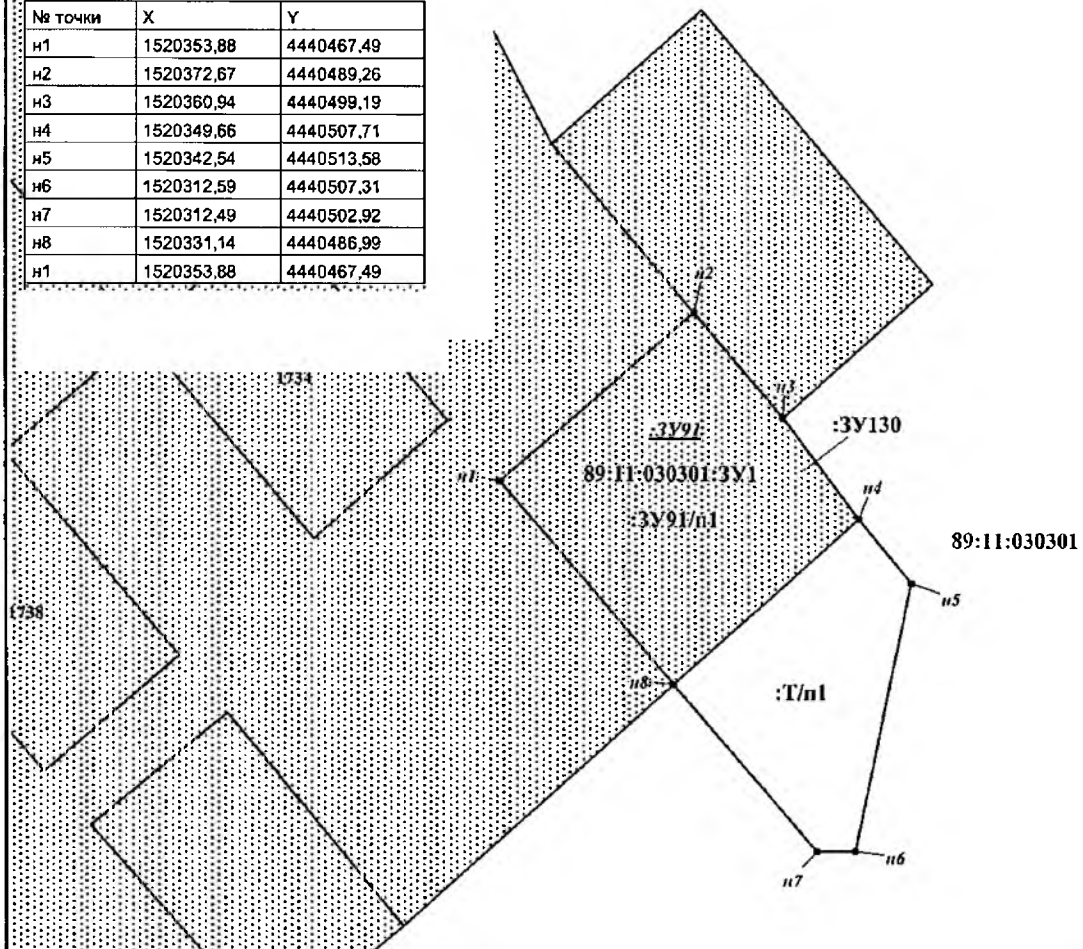 № точки X Y
н1 1520353,88 4440467,49
н2 1520372,67 4440489,26
н3 1520360,94 4440499,19
н4 1520349,66 4440507,71
н5 1520342,54 4440513,58
н6 1520312,59 4440507,31
н7 1520312,49 4440502,92
н8 1520331,14 4440486,99
н1 1520353,88 4440467,49
н2
1734
н3
:ЗУ91
:ЗУ130
н1
89:11:030301:ЗУ1
н4
:ЗУ91/п1
89:11:030301
н5
1738
н8
:Т/п1
н6
н7